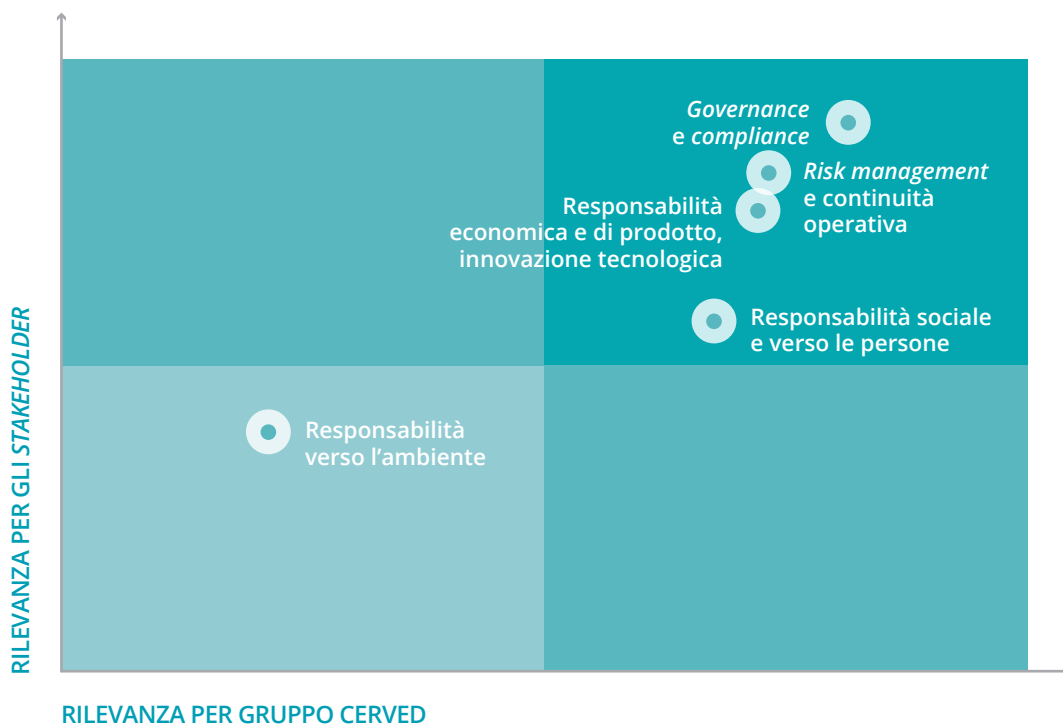 Governance
e compliance
Risk management
e continuità
operativa
Responsabilità
economica e di prodotto,
innovazione tecnologica
Responsabilità sociale
e verso le persone
Responsabilità
verso l’ambiente
RILEVANZA PER GLI STAKEHOLDER
RILEVANZA PER GRUPPO CERVED